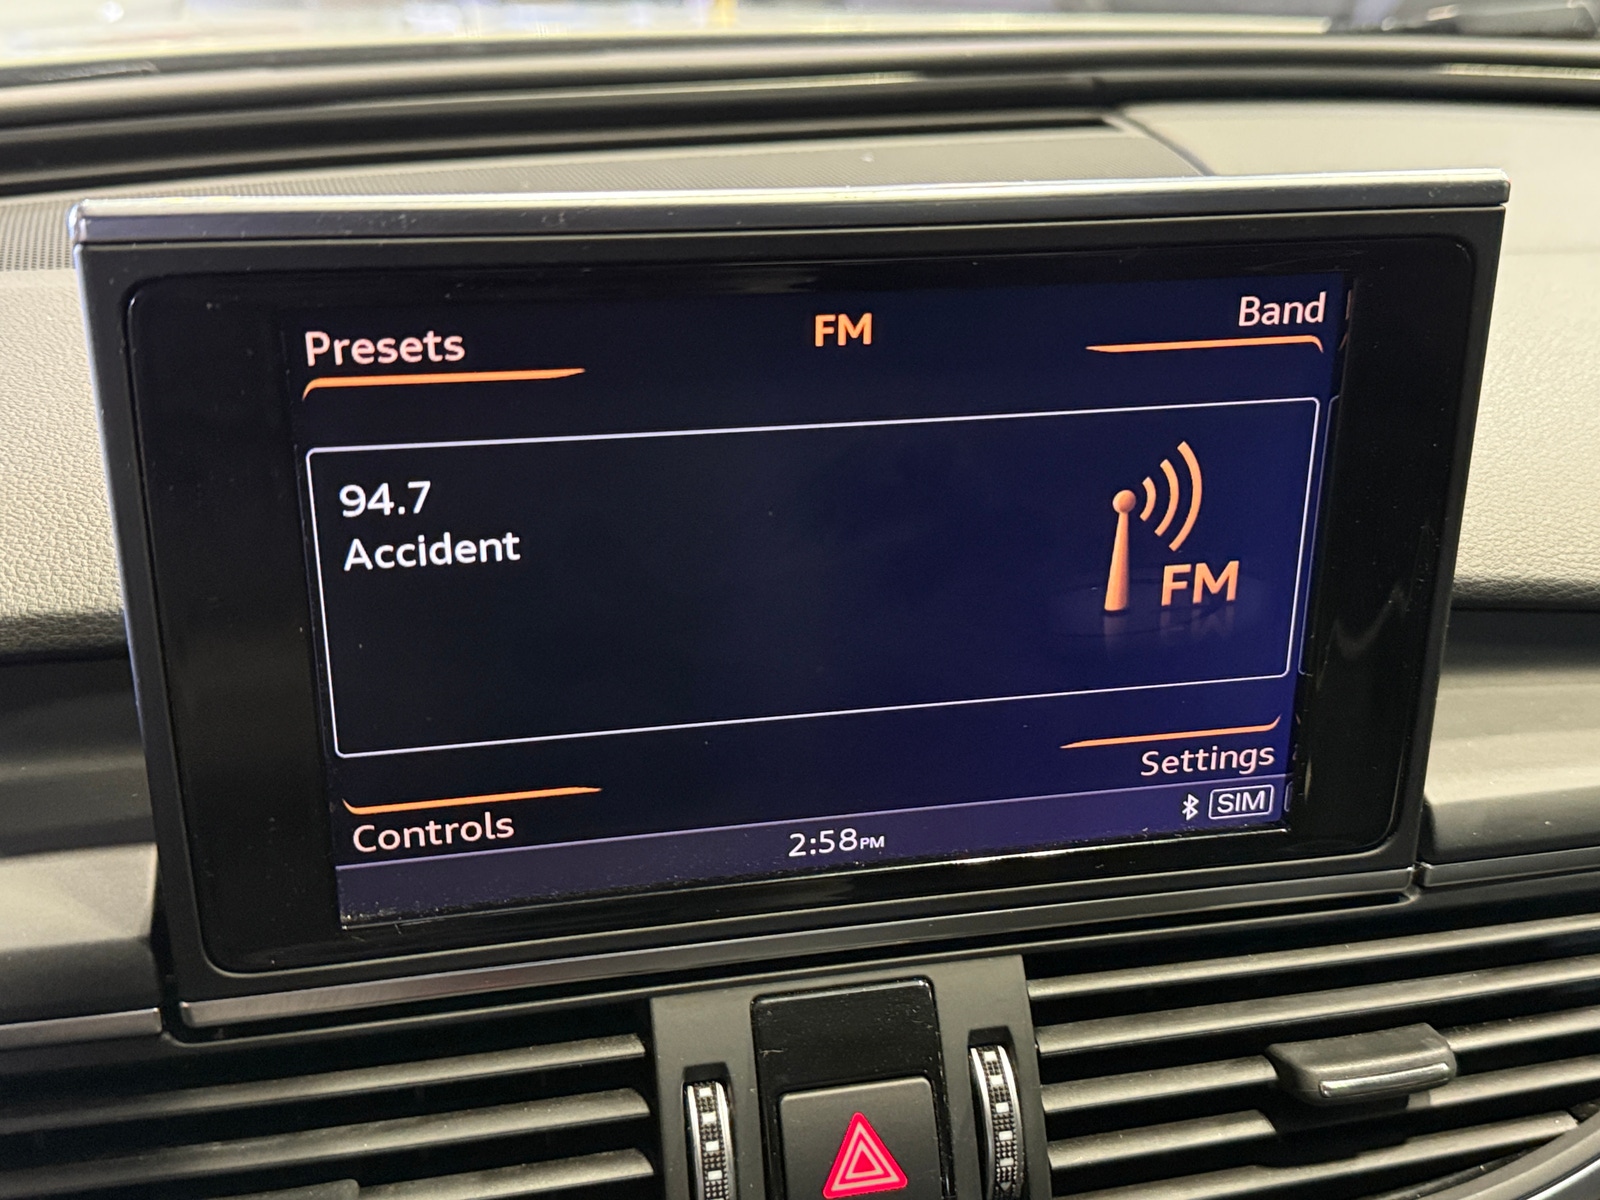 Presets
FM
Band
94.7
Accident
FM
Settings
Controls
SIM
2:58PM